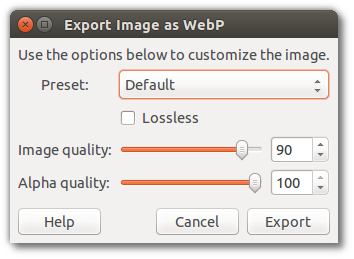 Export Image as WebP
Use the options below to customize the image.
Preset: Default
Lossless
Image quality: 90
Alpha quality: 100
Help Cancel Export